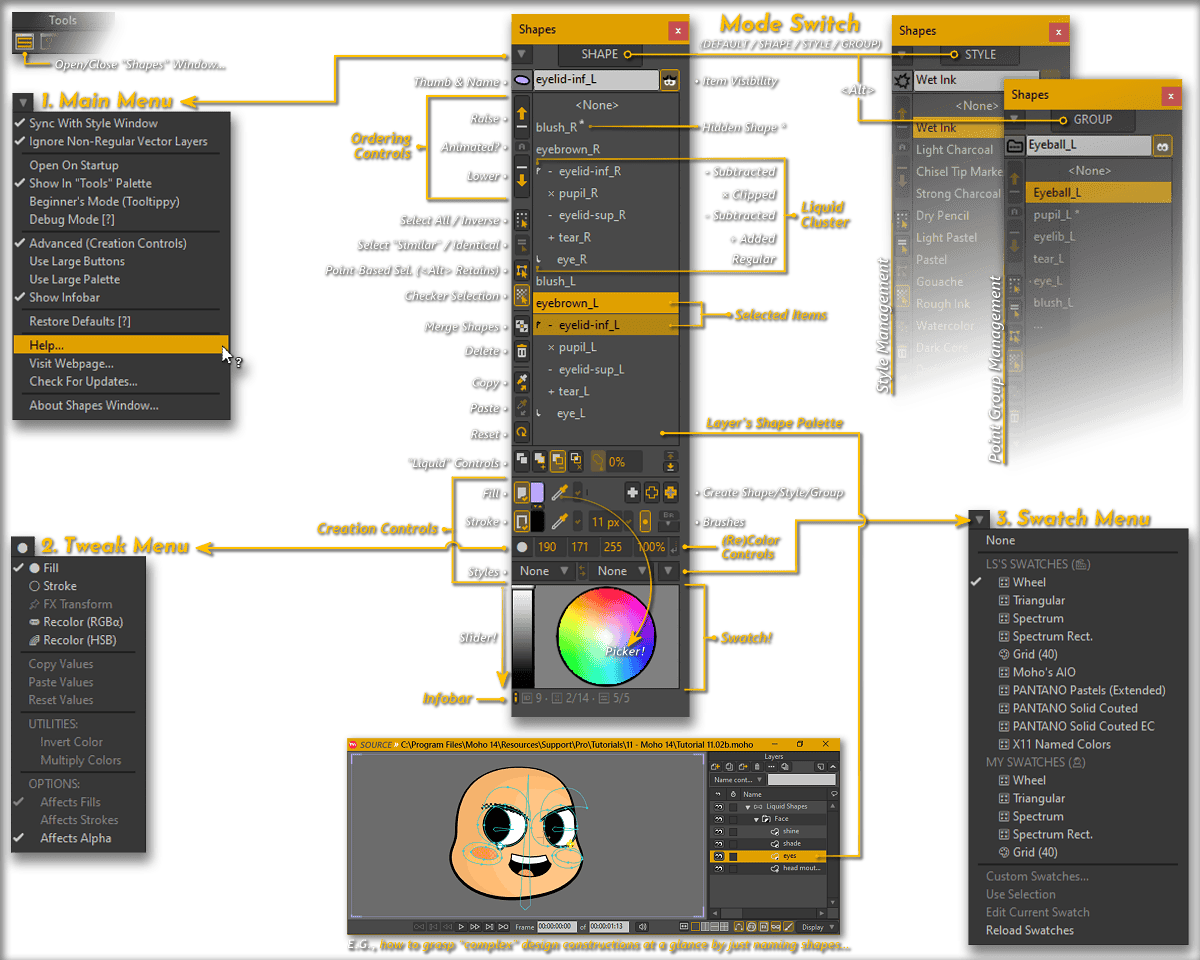 Tools
Open/Close "Shapes" Window...
1. Main Menu
Sync With Style Window
Ignore Non-Regular Vector Layers
Open On Startup
Show In "Tools" Palette
Beginner's Mode (Tooltippy)
Debug Mode [?]
Advanced (Creation Controls)
Use Large Buttons
Use Large Palette
Show Infobar
Restore Defaults [?]
Help...
Visit Webpage...
Check For Updates...
About Shapes Window...
2. Tweak Menu
Fill
Stroke
FX Transform
Recolor (RGBα)
Recolor (HSB)
Copy Values
Paste Values
Reset Values
UTILITIES:
Invert Color
Multiply Colors
OPTIONS:
Affects Fills
Affects Strokes
Affects Alpha
Thumb & Name
Ordering
Controls
Raise
Animated?
Lower
Select All / Inverse
Select "Similar" / Identical
Point-Based Sel. (<Alt> Retains)
Checker Selection
Merge Shapes
Delete
Copy
Paste
Reset
"Liquid" Controls
Creation Controls
Fill
Stroke
Styles
Slider!
Infobar
Shapes
x
SHAPE
eyelid-inf_L
<None>
blush_R*
eyebrown_R
- eyelid-inf_R
× pupil_R
- eyelid-sup_R
+ tear_R
eye_R
blush_L
eyebrown_L
- eyelid-inf_L
× pupil_L
- eyelid-sup_L
+ tear_L
eye_L
0%
11 px
190 171 255 100%
None None
Picker!
9 · 2/14 · 5/5
Mode Switch
(DEFAULT / SHAPE / STYLE / GROUP)
Item Visibility
<Alt>
Hidden Shape *
- Subtracted
× Clipped
- Subtracted
+ Added
Regular
Liquid
Cluster
Selected Items
Layer's Shape Palette
Create Shape/Style/Group
Brushes
(Re)Color
Controls
Swatch!
Shapes
x
STYLE
Wet Ink
<None>
Wet Ink
Light Charcoal
Chisel Tip Marke
Strong Charcoal
Dry Pencil
Light Pastel
Pastel
Gouache
Rough Ink
Watercolor
Style Management
Shapes
x
GROUP
Eyeball_L
<None>
Eyeball_L
pupil_L *
eyelib_L
tear_L
eye_L
blush_L
...
Point Group Management
3. Swatch Menu
None
LS'S SWATCHES
Wheel
Triangular
Spectrum
Spectrum Rect.
Grid (40)
Moho's AIO
PANTANO Pastels (Extended)
PANTANO Solid Couted
PANTANO Solid Couted EC
X11 Named Colors
MY SWATCHES
Wheel
Triangular
Spectrum
Spectrum Rect.
Grid (40)
Custom Swatches...
Use Selection
Edit Current Swatch
Reload Swatches
SOURCE
C:\Program Files\Moho 14\Resources\Support\Pro\Tutorials\11 - Moho 14\Tutorial 11.02b.moho
Layers
Name cont...
Name
Liquid Shapes
Face
shine
shade
eyes
head mout...
Frame 00:00:00:00 of 00:00:01:13
Display
E.G., how to grasp "complex" design constructions at a glance by just naming shapes...